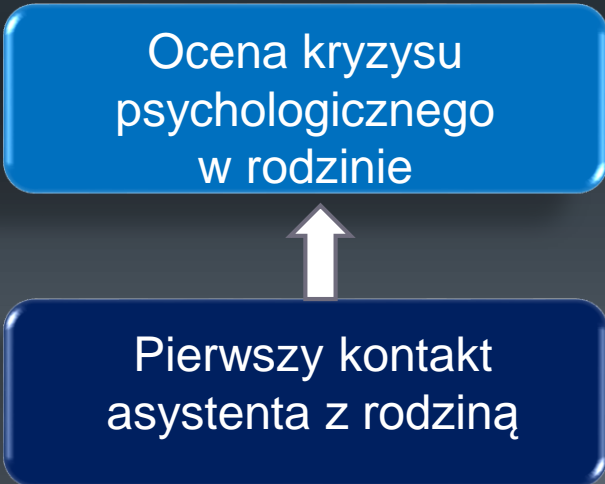 Ocena kryzysu
psychologicznego
w rodzinie
Pierwszy kontakt
asystenta z rodziną